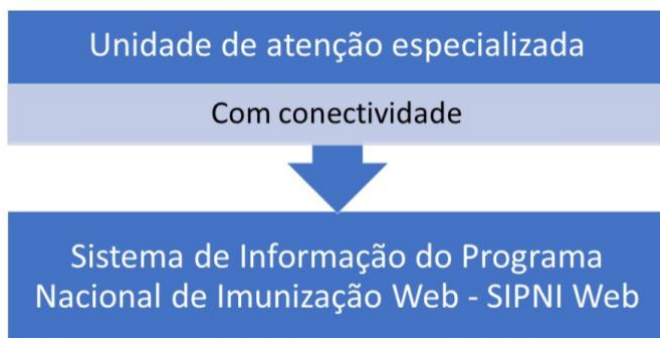 Unidade de atenção especializada
Com conectividade
Sistema de Informação do Programa
Nacional de Imunização Web - SIPNI Web